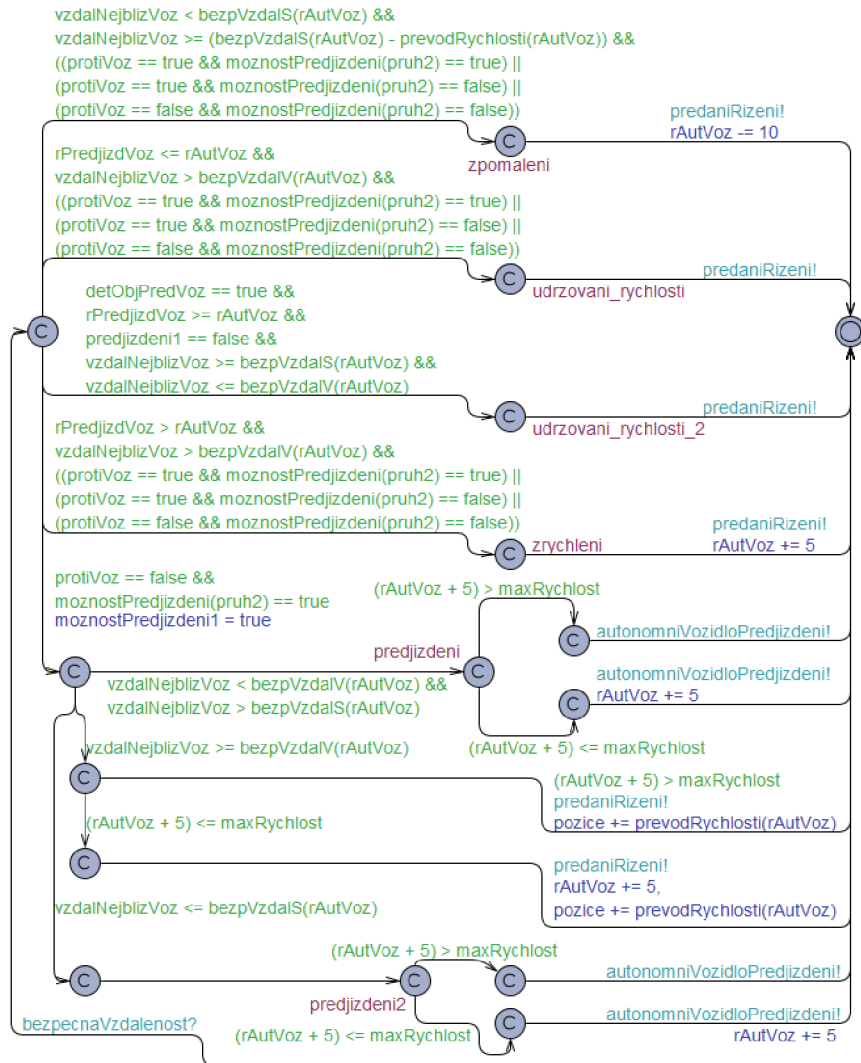 vzdalNejblizVoz < bezpVzdalS(rAutVoz) &&
vzdalNejblizVoz >= (bezpVzdalS(rAutVoz) - prevodRychlosti(rAutVoz)) &&
((protiVoz == true && moznostPredjizdeni(pruh2) == true) ||
(protiVoz == true && moznostPredjizdeni(pruh2) == false) ||
(protiVoz == false && moznostPredjizdeni(pruh2) == false))
predaniRizeni!
rAutVoz -= 10
C
zpomaleni
rPredjizdVoz <= rAutVoz &&
vzdalNejblizVoz > bezpVzdalV(rAutVoz) &&
((protiVoz == true && moznostPredjizdeni(pruh2) == true) ||
(protiVoz == true && moznostPredjizdeni(pruh2) == false) ||
(protiVoz == false && moznostPredjizdeni(pruh2) == false))
predaniRizeni!
C
udrzovani_rychlosti
detObjPredVoz == true &&
rPredjizdVoz >= rAutVoz &&
predjizdeni1 == false &&
vzdalNejblizVoz >= bezpVzdalS(rAutVoz) &&
vzdalNejblizVoz <= bezpVzdalV(rAutVoz)
C
predaniRizeni!
C
udrzovani_rychlosti_2
rPredjizdVoz > rAutVoz &&
vzdalNejblizVoz > bezpVzdalV(rAutVoz) &&
((protiVoz == true && moznostPredjizdeni(pruh2) == true) ||
(protiVoz == true && moznostPredjizdeni(pruh2) == false) ||
(protiVoz == false && moznostPredjizdeni(pruh2) == false))
predaniRizeni!
rAutVoz += 5
C
zrychleni
protiVoz == false &&
moznostPredjizdeni(pruh2) == true
moznostPredjizdeni1 = true
(rAutVoz + 5) > maxRychlost
C
autonomniVozidloPredjizdeni!
predjizdeni
C
C
vzdalNejblizVoz < bezpVzdalV(rAutVoz) &&
vzdalNejblizVoz > bezpVzdalS(rAutVoz)
autonomniVozidloPredjizdeni!
rAutVoz += 5
C
(rAutVoz + 5) <= maxRychlost
vzdalNejblizVoz >= bezpVzdalV(rAutVoz)
C
(rAutVoz + 5) > maxRychlost
predaniRizeni!
pozice += prevodRychlosti(rAutVoz)
(rAutVoz + 5) <= maxRychlost
C
predaniRizeni!
rAutVoz += 5,
pozice += prevodRychlosti(rAutVoz)
vzdalNejblizVoz <= bezpVzdalS(rAutVoz)
(rAutVoz + 5) > maxRychlost
C
C
C
autonomniVozidloPredjizdeni!
predjizdeni2
C
autonomniVozidloPredjizdeni!
rAutVoz += 5
bezpecnaVzdalenost?
(rAutVoz + 5) <= maxRychlost